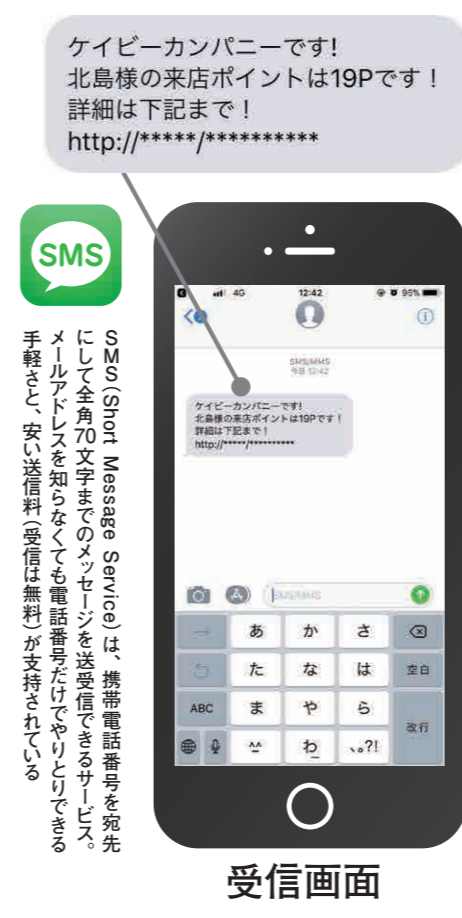 ケイビーカンパニーです!
北島様の来店ポイントは19Pです！
詳細は下記まで！
http://*****/**********
SMS
SMS(Short Message Service)は、携帯電話番号を宛先
にして全角70文字までのメッセージを送受信できるサービス。
メールアドレスを知らなくても電話番号だけでやりとりできる
手軽さと、安い送信料(受信は無料)が支持されている
4G 12:42 95%
SMS/MMS
今日 12:42
ケイビーカンパニーです!
北島様の来店ポイントは19Pです！
詳細は下記まで！
http://*****/**********
SMS/MMS
→ あ か さ
た な は 空白
ABC ま や ら 改行
^^ わ 、。?!
受信画面